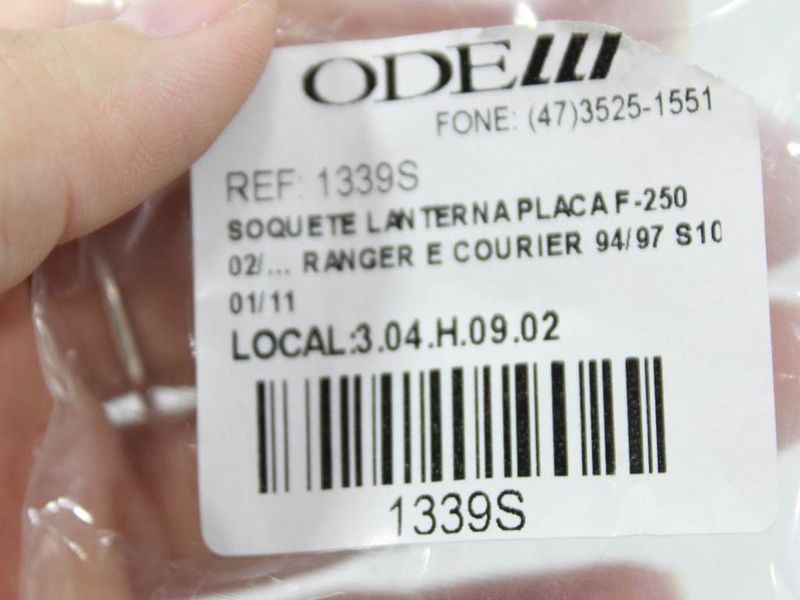 ODElll
FONE: (47)3525-1551
REF: 1339S
SOQUETE LANTERNA PLACA F-250
02/... RANGER E COURIER 94/97 S10
01/11
LOCAL:3.04.H.09.02
1339S